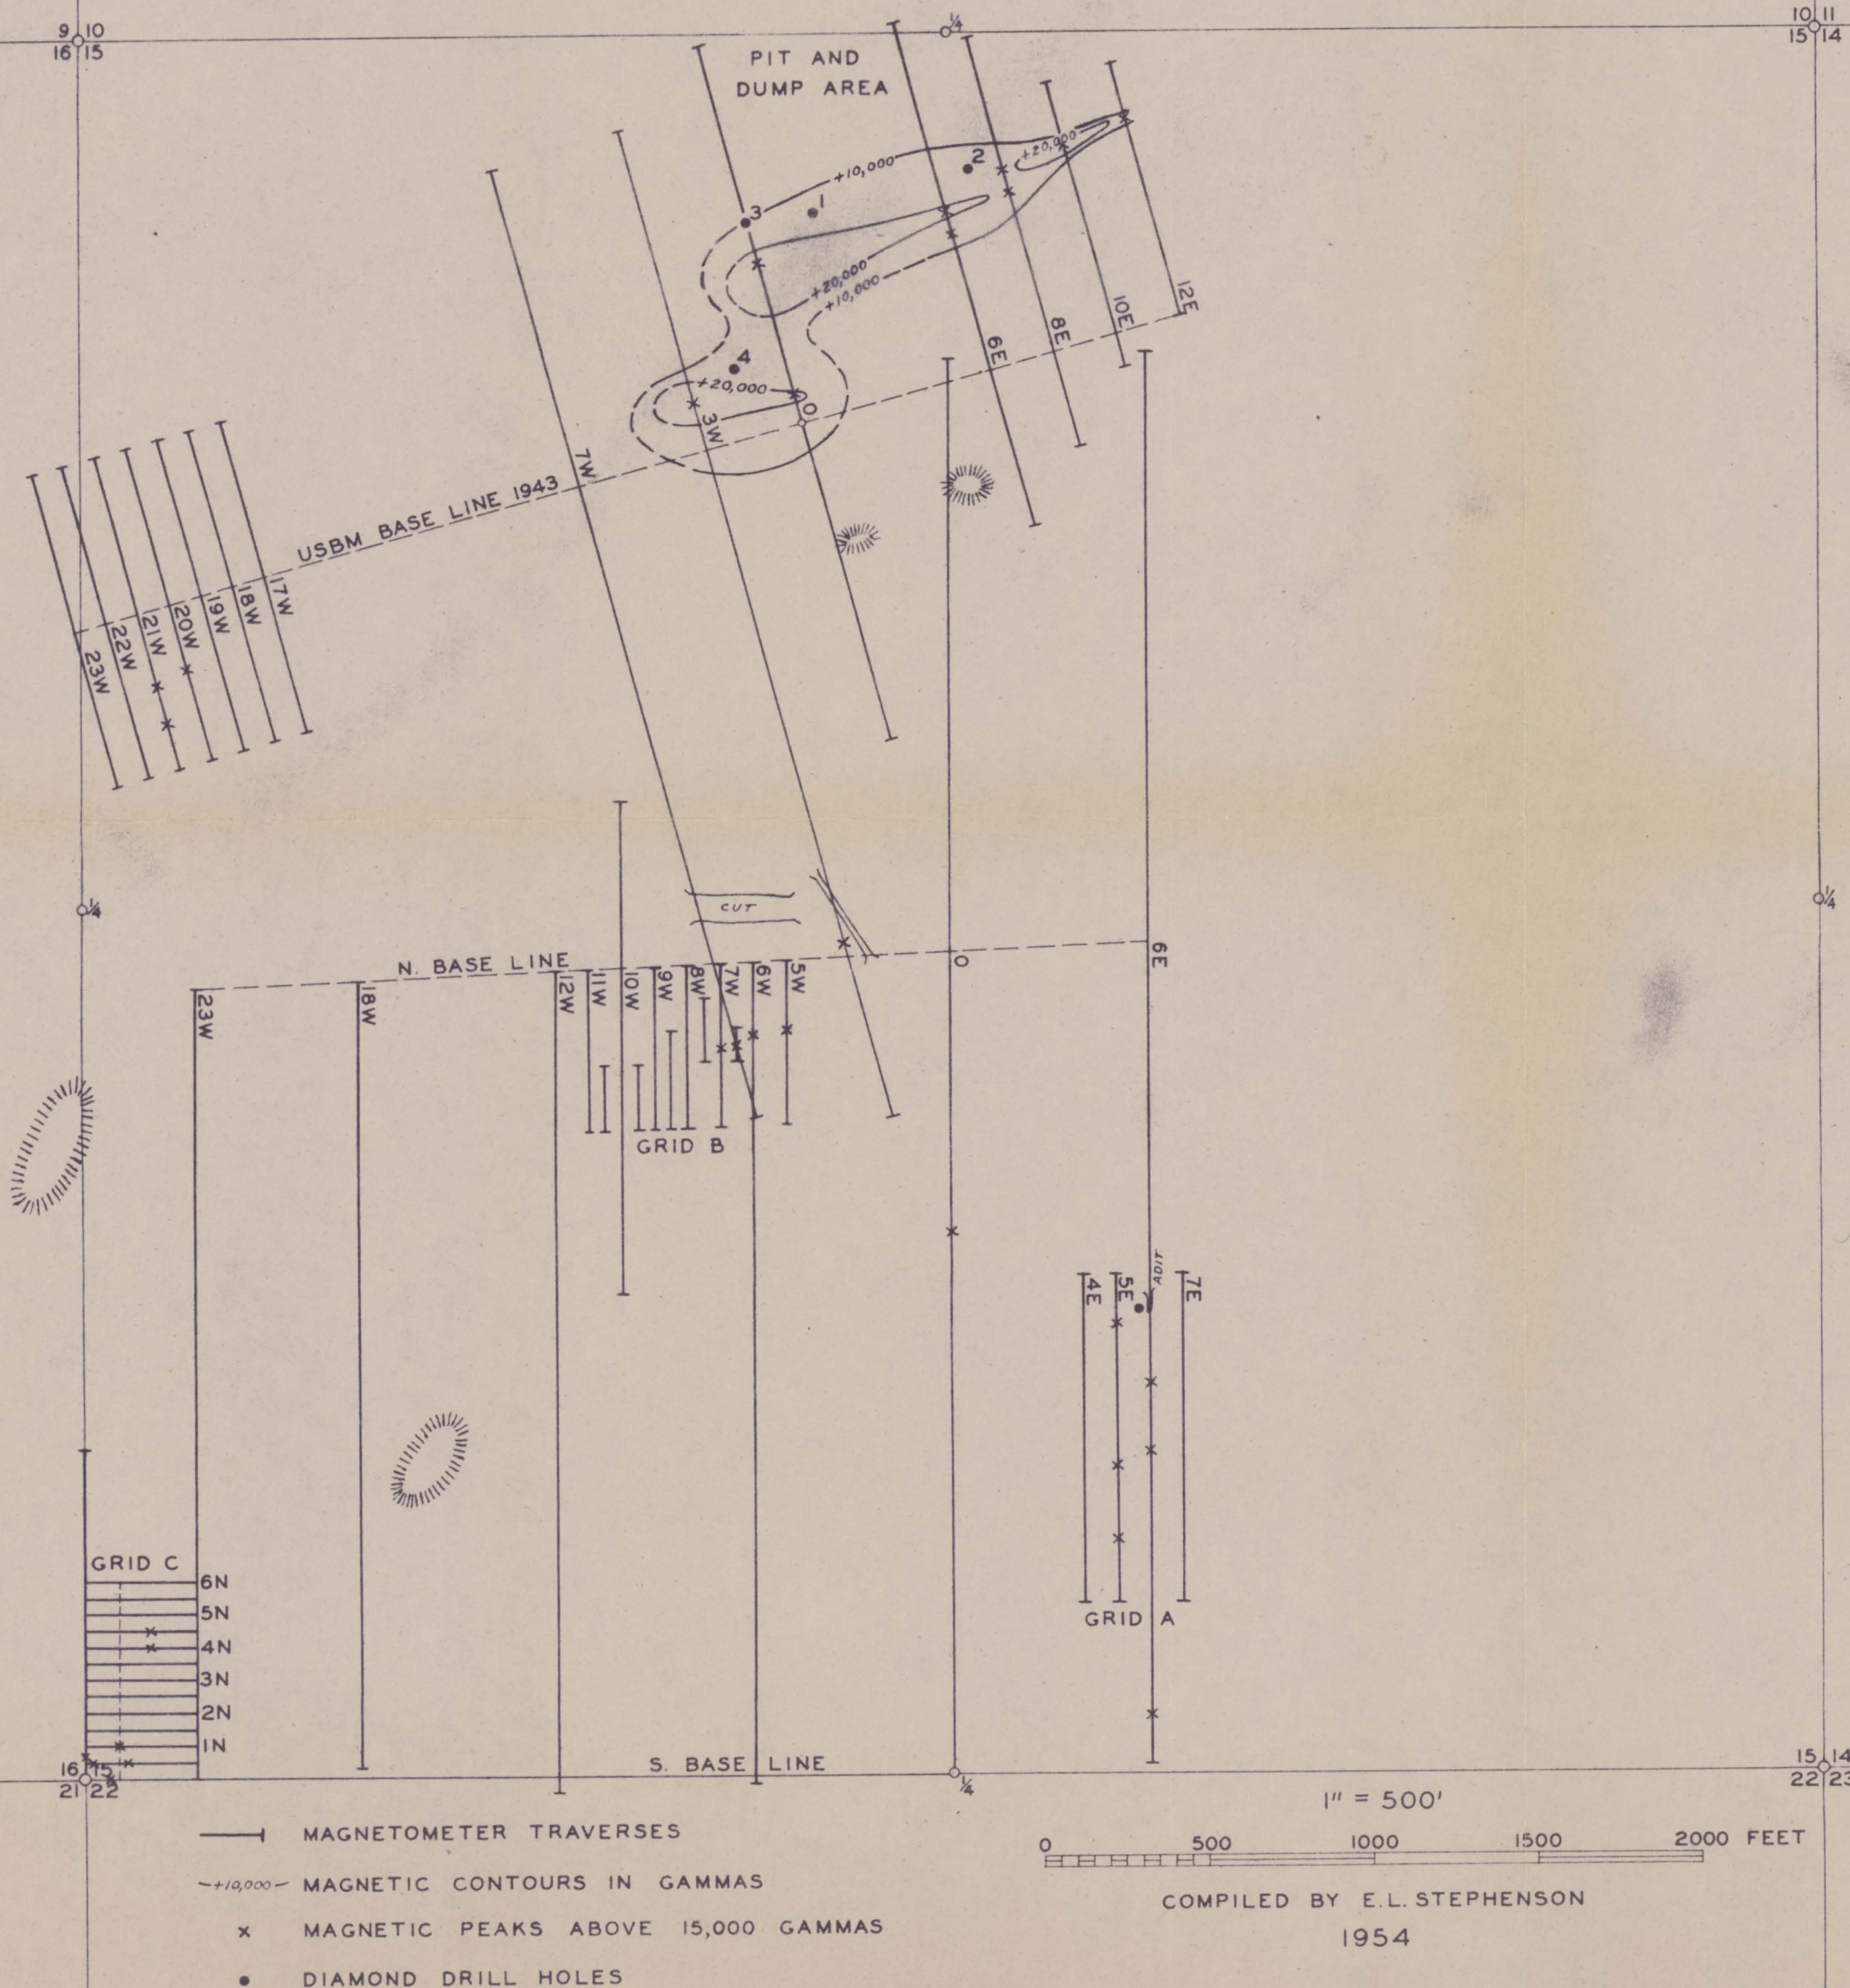 9 10
16 15
1/4
10 11
15 14
PIT AND
DUMP AREA
+10,000
+20,000
2
1
3
+20,000
+10,000
12E
10E
8E
6E
4
+20,000
0
3W
7W
USBM BASE LINE 1943
17W
18W
19W
20W
21W
22W
23W
1/4
1/4
CUT
N. BASE LINE
0
6E
23W
18W
12W
11W
10W
9W
8W
7W
6W
5W
GRID B
ADIT
4E
5E
7E
GRID A
GRID C
6N
5N
4N
3N
2N
1N
16 15
21 22
S. BASE LINE
1/4
15 14
22 23
1" = 500'
0 500 1000 1500 2000 FEET
MAGNETOMETER TRAVERSES
+10,000 MAGNETIC CONTOURS IN GAMMAS
x MAGNETIC PEAKS ABOVE 15,000 GAMMAS
DIAMOND DRILL HOLES
COMPILED BY E.L. STEPHENSON
1954